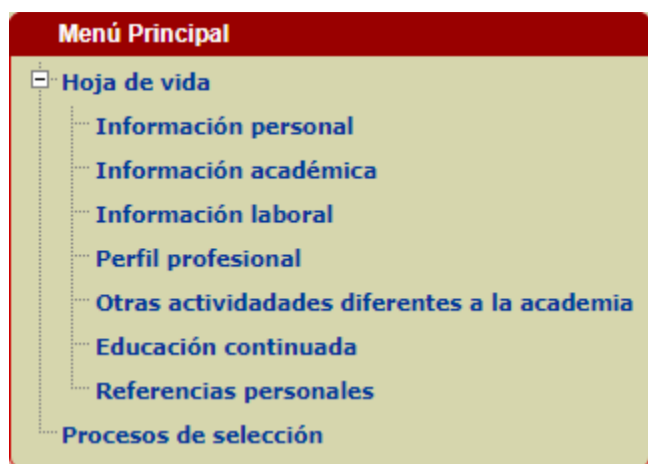 Menú Principal
Hoja de vida
Información personal
Información académica
Información laboral
Perfil profesional
Otras actividadades diferentes a la academia
Educación continuada
Referencias personales
Procesos de selección